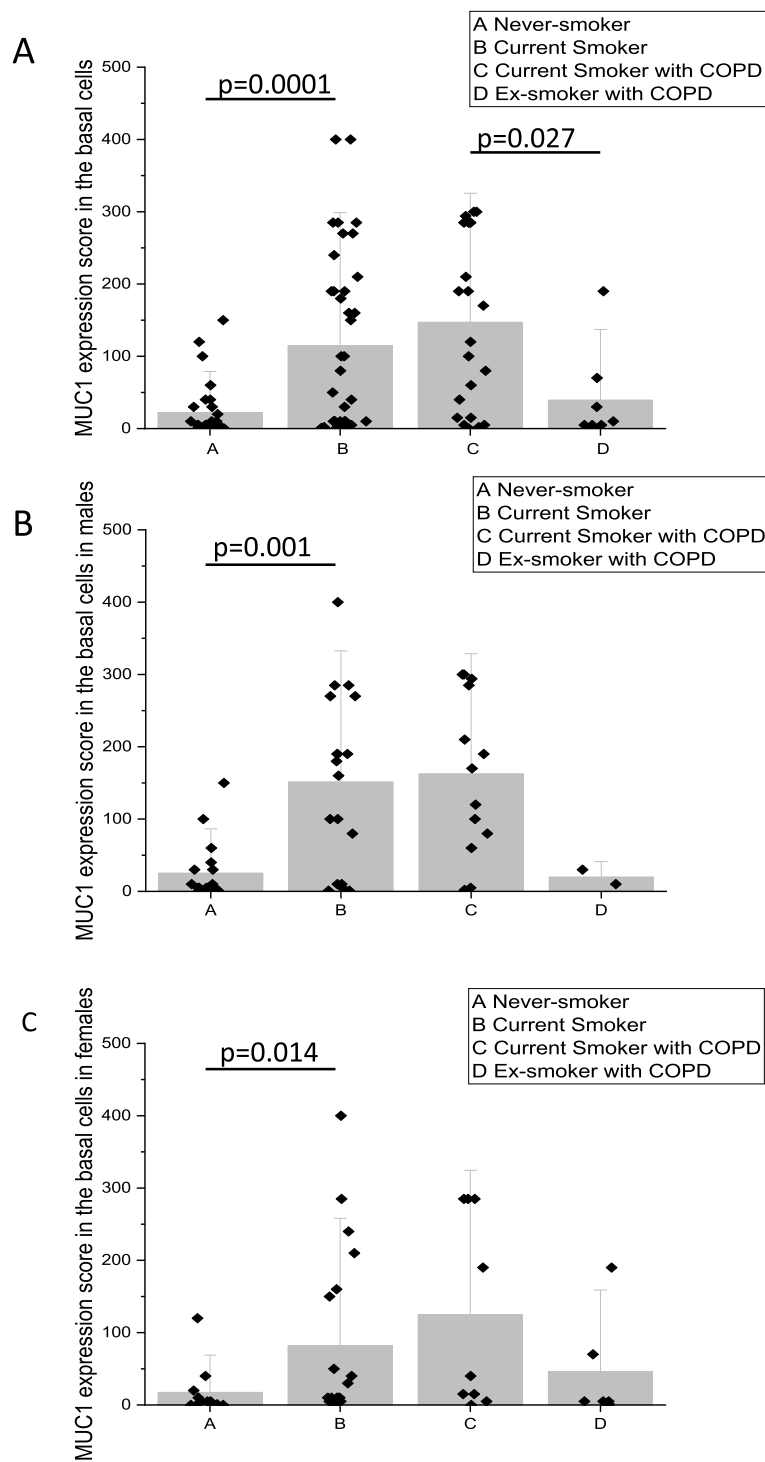 A
A Never-smoker
B Current Smoker
C Current Smoker with COPD
D Ex-smoker with COPD
p=0.0001
p=0.027
MUC1 expression score in the basal cells
500
400
300
200
100
0
A B C D
B
A Never-smoker
B Current Smoker
C Current Smoker with COPD
D Ex-smoker with COPD
p=0.001
MUC1 expression score in the basal cells in males
500
400
300
200
100
0
A B C D
C
A Never-smoker
B Current Smoker
C Current Smoker with COPD
D Ex-smoker with COPD
p=0.014
MUC1 expression score in the basal cells in females
500
400
300
200
100
0
A B C D